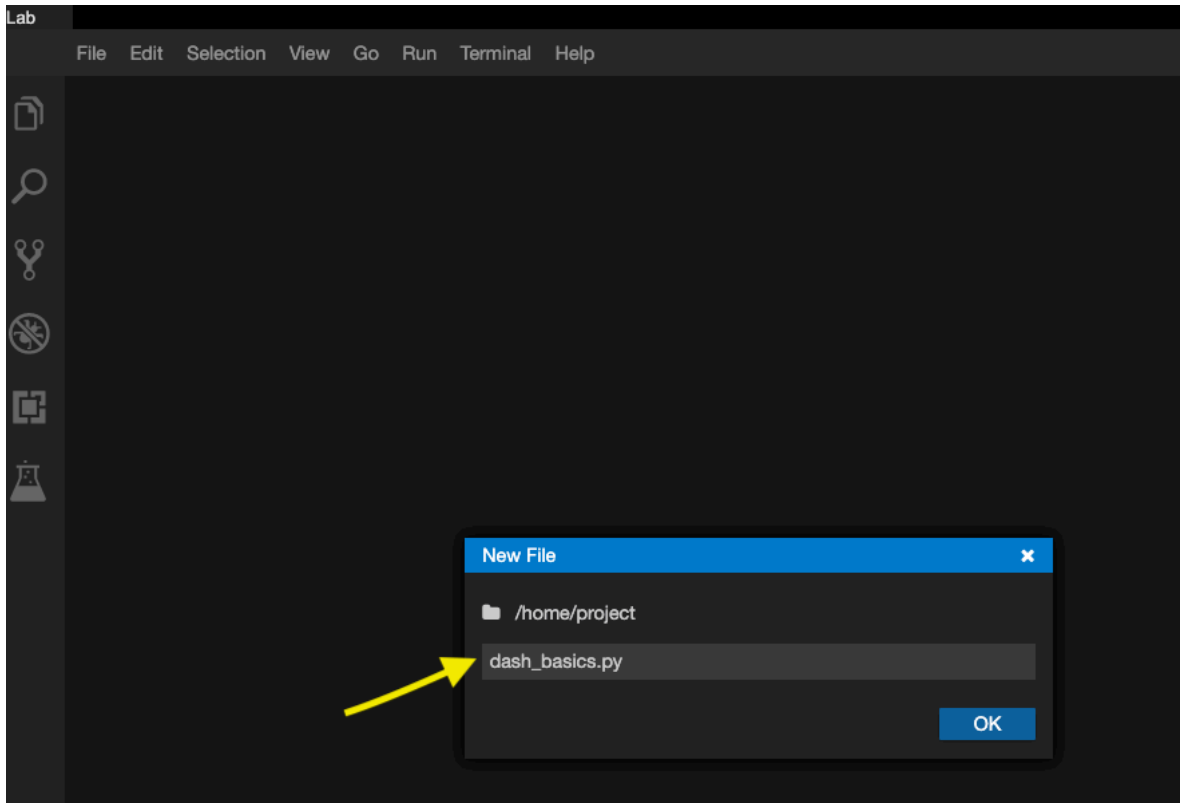 Lab
File Edit Selection View Go Run Terminal Help
New File
/home/project
dash_basics.py
OK